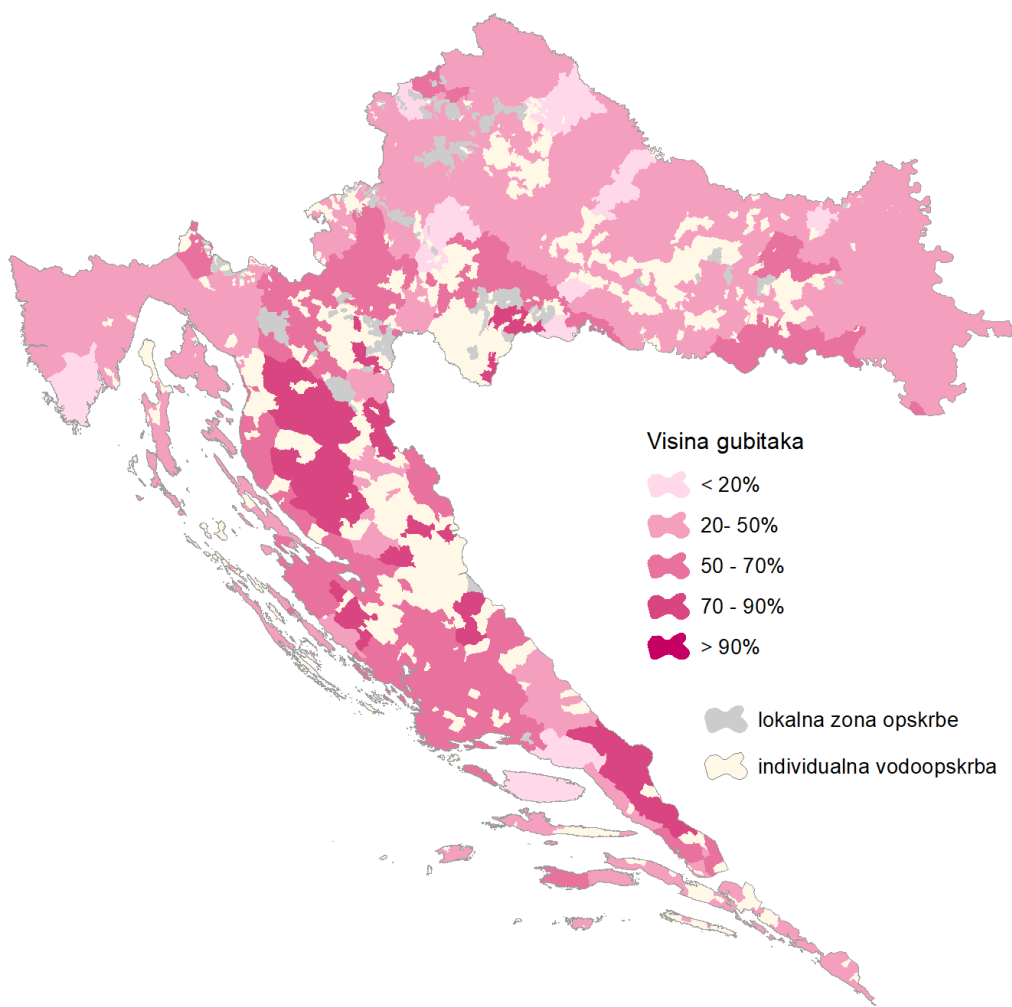 Visina gubitaka
< 20%
20- 50%
50 - 70%
70 - 90%
> 90%
lokalna zona opskrbe
individualna vodoopskrba